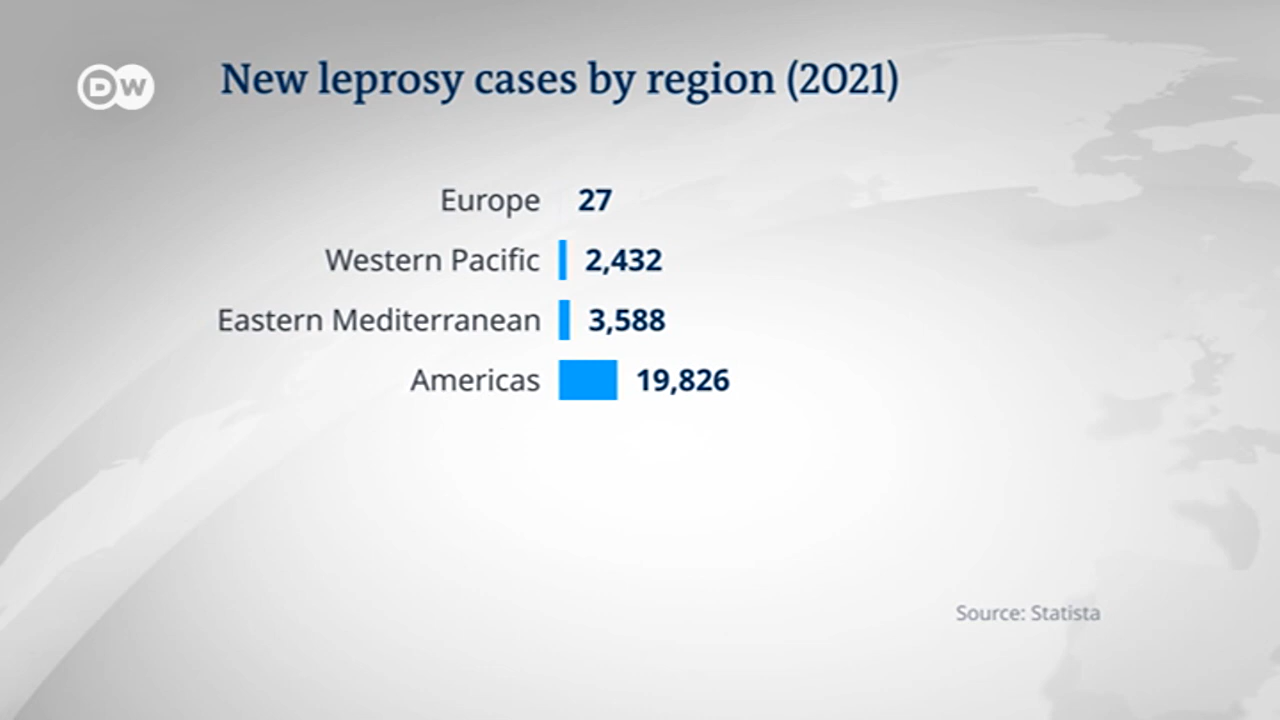 DW
New leprosy cases by region (2021)
Europe 27
Western Pacific 2,432
Eastern Mediterranean 3,588
Americas 19,826
Source: Statista